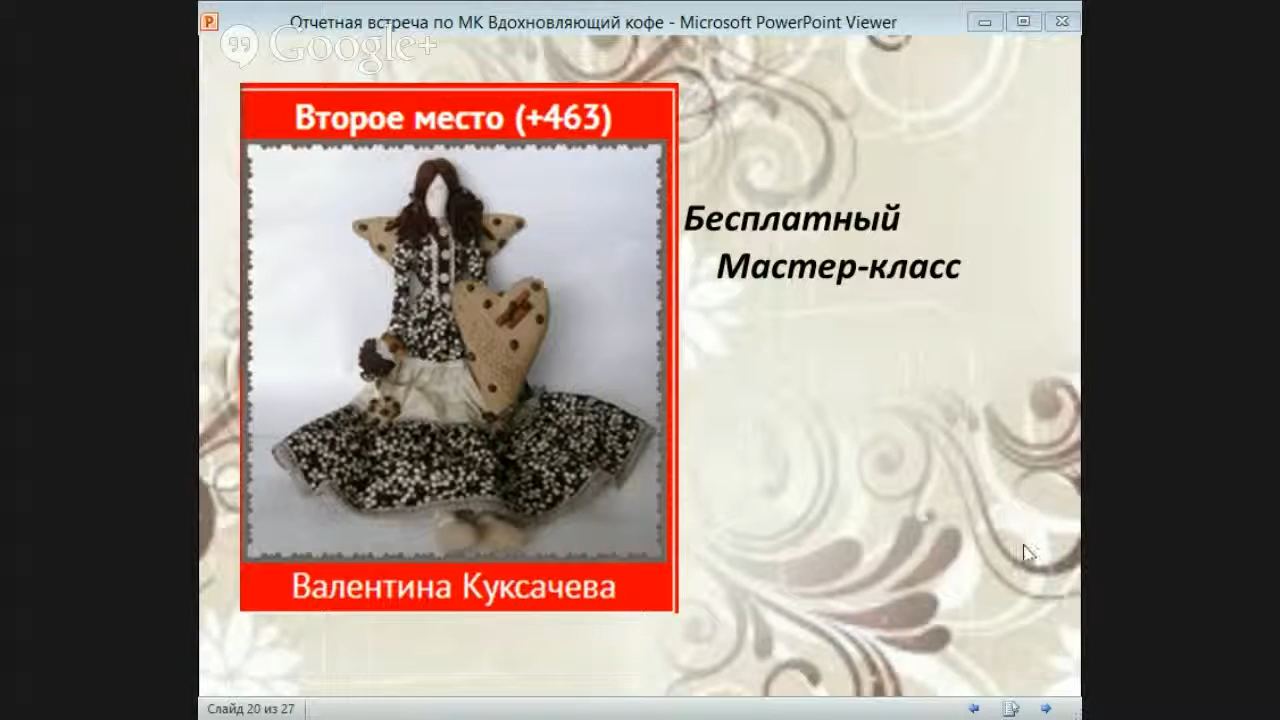 Отчетная встреча по МК Вдохновляющий кофе - Microsoft PowerPoint Viewer
Google+
Второе место (+463)
Бесплатный
Мастер-класс
Валентина Куксачева
Слайд 20 из 27